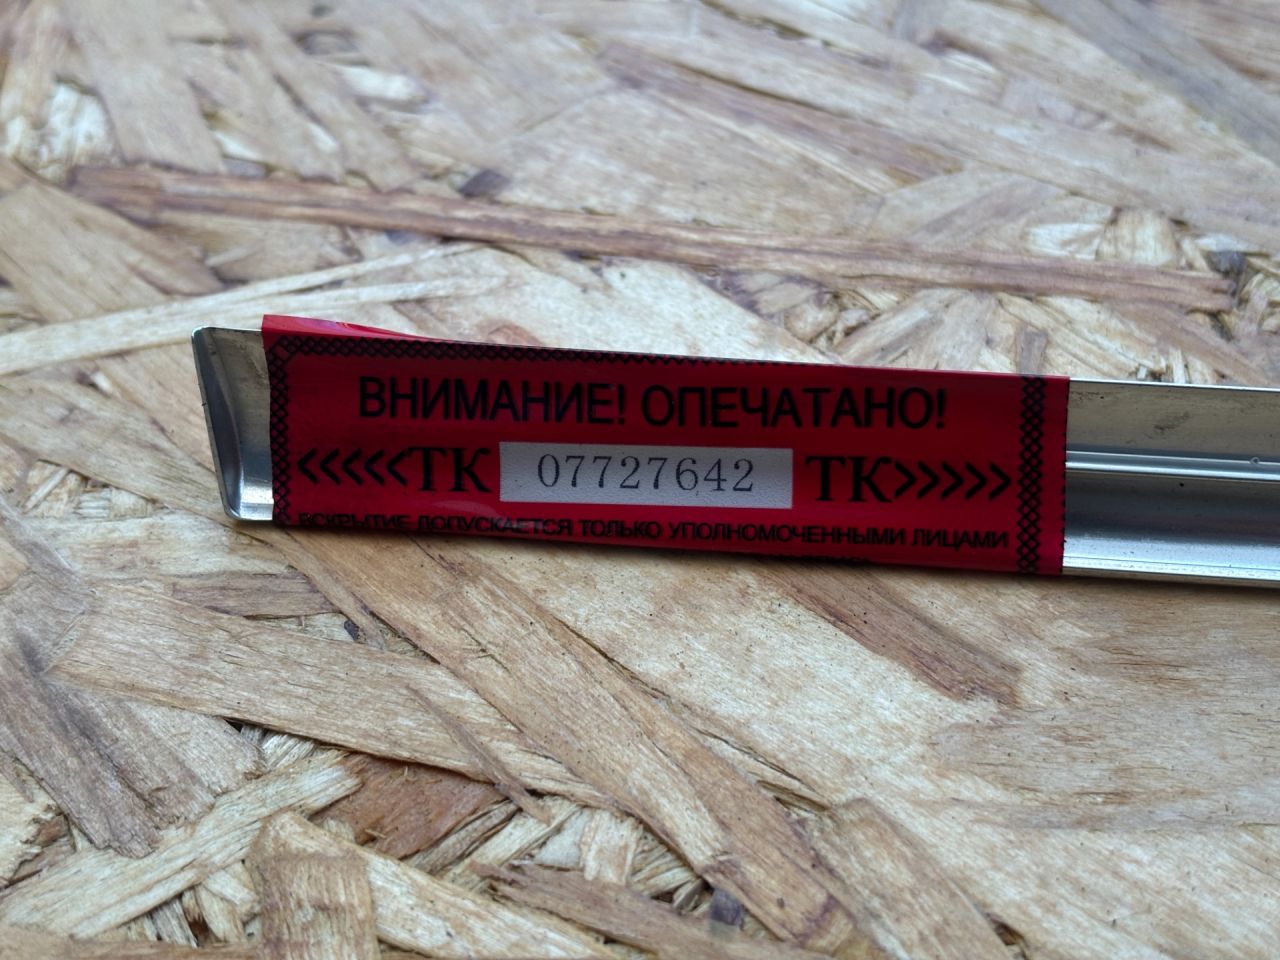 ВНИМАНИЕ! ОПЕЧАТАНО!
<<<<<ТК 07727642 ТК>>>>>
ВСКРЫТИЕ ДОПУСКАЕТСЯ ТОЛЬКО УПОЛНОМОЧЕННЫМИ ЛИЦАМИ